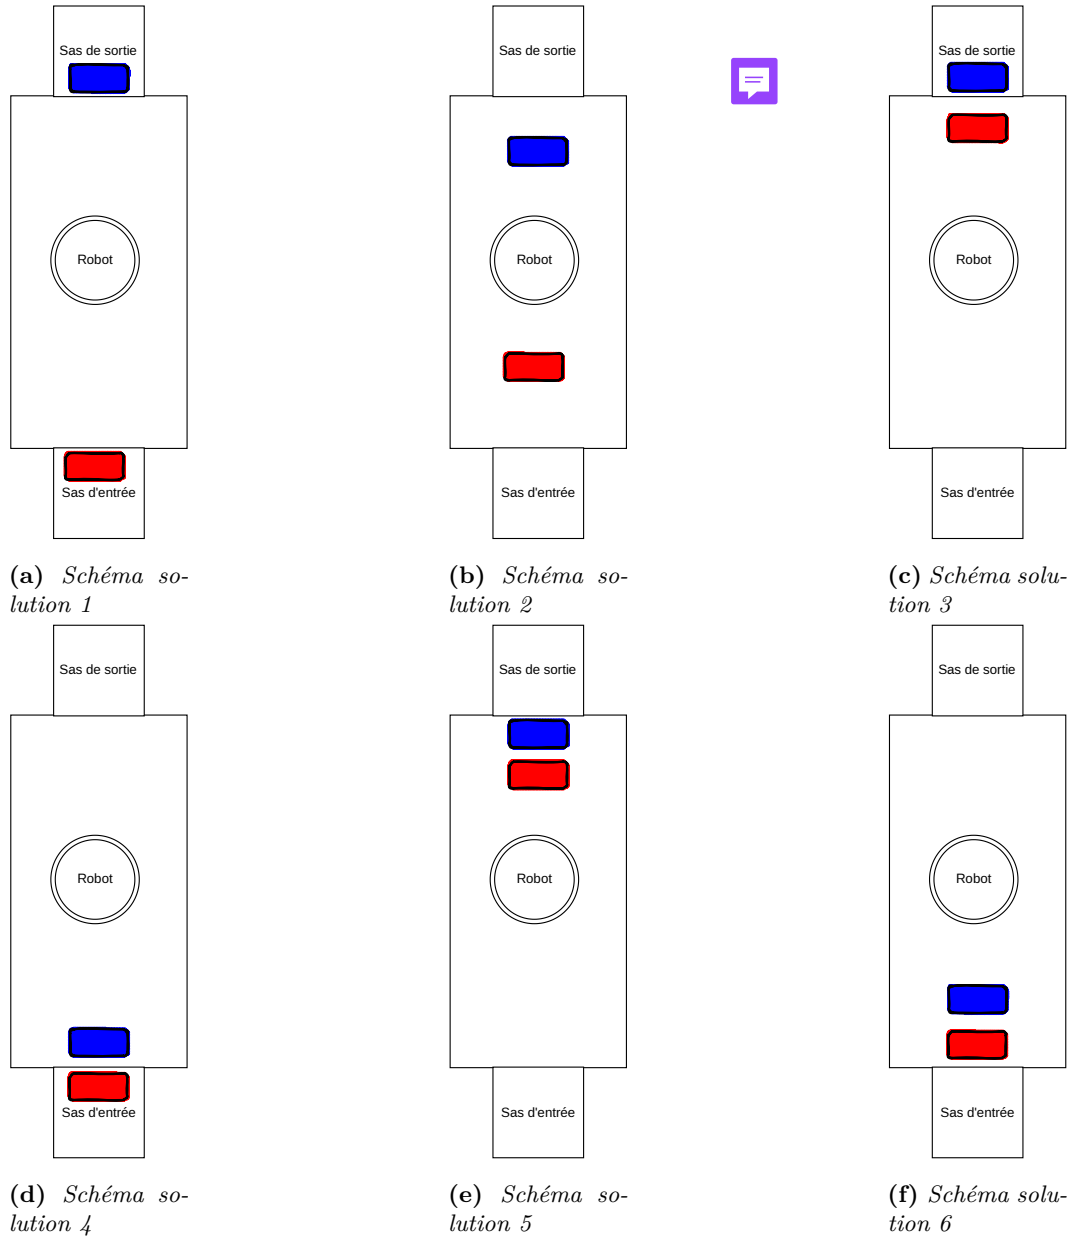 Sas de sortie
Sas de sortie
Sas de sortie
Robot
Robot
Robot
Sas d'entrée
Sas d'entrée
Sas d'entrée
(a) Schéma so-
lution 1
(b) Schéma so-
lution 2
(c) Schéma solu-
tion 3
Sas de sortie
Sas de sortie
Sas de sortie
Robot
Robot
Robot
Sas d'entrée
Sas d'entrée
Sas d'entrée
(d) Schéma so-
lution 4
(e) Schéma so-
lution 5
(f) Schéma solu-
tion 6